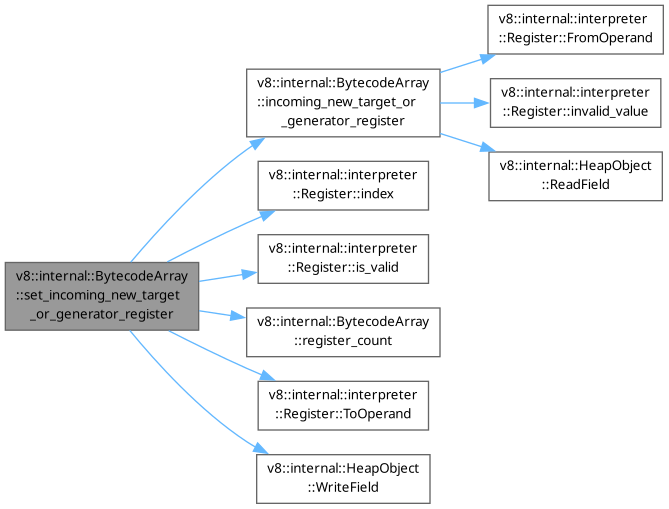 v8::internal::interpreter
::Register::FromOperand
v8::internal::BytecodeArray
::incoming_new_target_or
_generator_register
v8::internal::interpreter
::Register::invalid_value
v8::internal::HeapObject
::ReadField
v8::internal::interpreter
::Register::index
v8::internal::interpreter
::Register::is_valid
v8::internal::BytecodeArray
::set_incoming_new_target
_or_generator_register
v8::internal::BytecodeArray
::register_count
v8::internal::interpreter
::Register::ToOperand
v8::internal::HeapObject
::WriteField